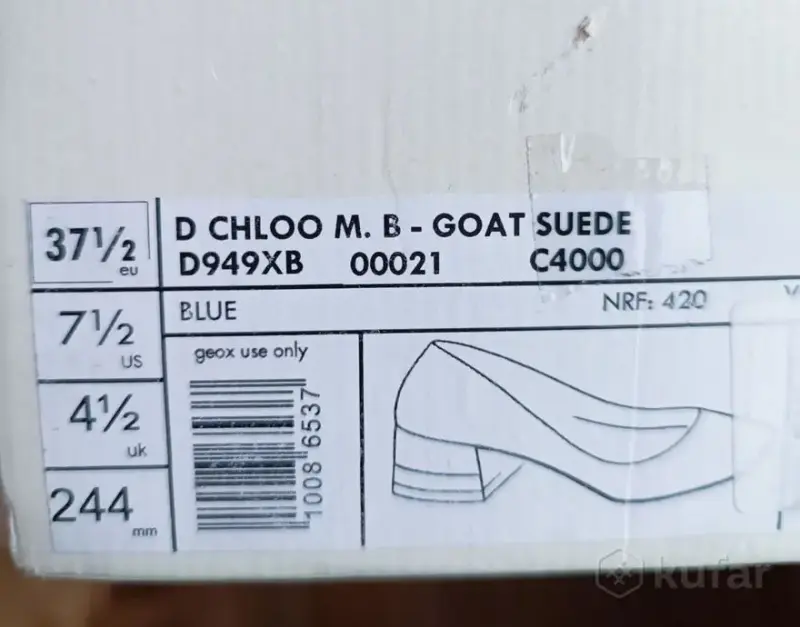 37½
eu
D CHLOO M. B - GOAT SUEDE
D949XB 00021 C4000
7½
US
BLUE
NRF: 420
4½
uk
geox use only
1008 6537
244
mm
kufar